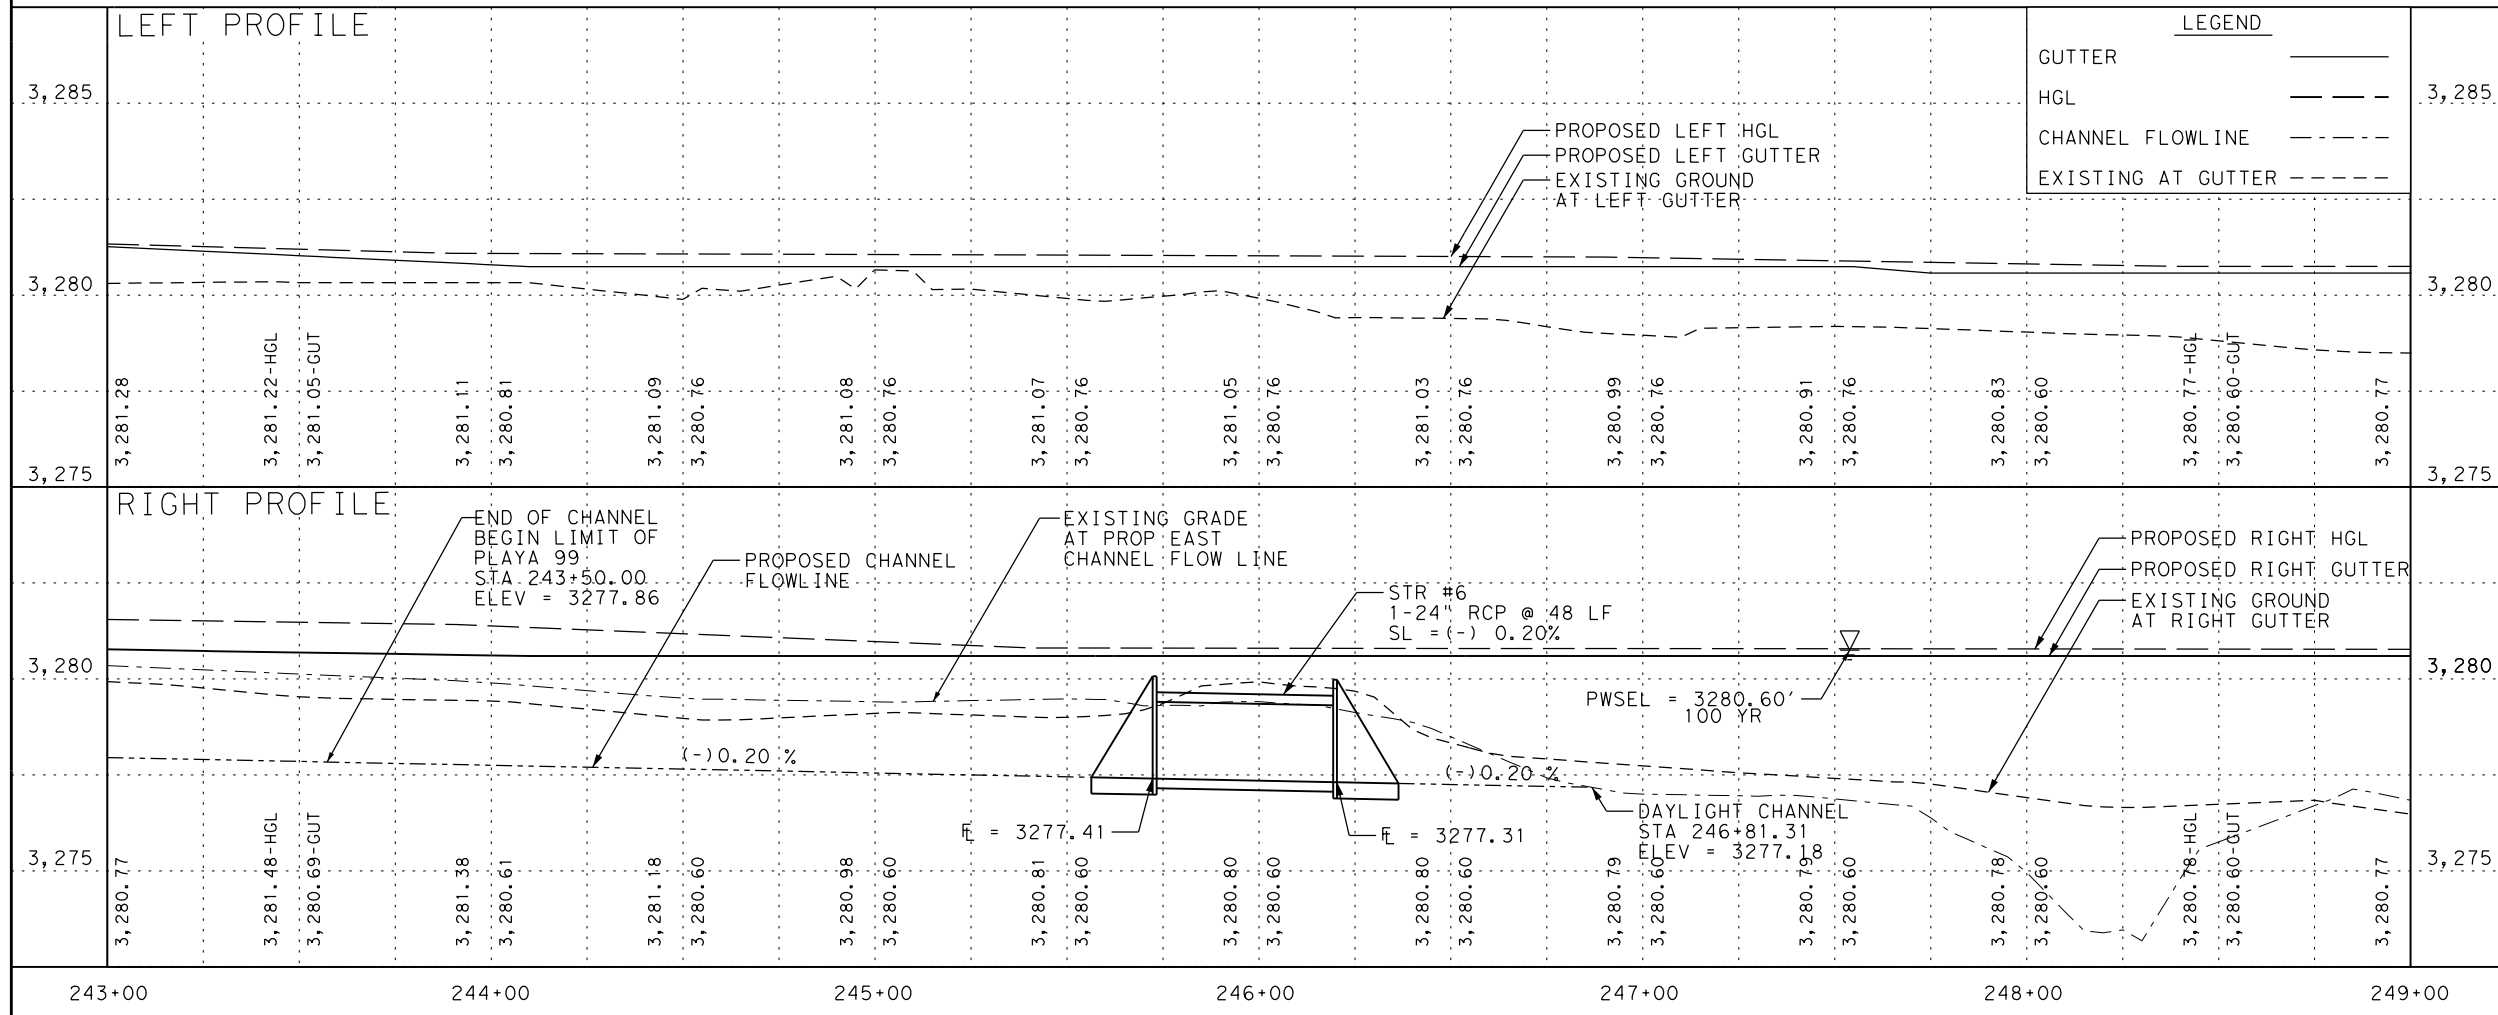 LEFT PROFILE
LEGEND
GUTTER
HGL
CHANNEL FLOWLINE
EXISTING AT GUTTER
3,285
3,285
PROPOSED LEFT HGL
PROPOSED LEFT GUTTER
EXISTING GROUND
AT LEFT GUTTER
3,280
3,280
3,281.28
3,281.22-HGL
3,281.05-GUT
3,281.11
3,280.81
3,281.09
3,280.76
3,281.08
3,280.76
3,281.07
3,280.76
3,281.05
3,280.76
3,281.03
3,280.76
3,280.99
3,280.76
3,280.91
3,280.76
3,280.83
3,280.60
3,280.77-HGL
3,280.60-GUT
3,280.77
3,275
3,275
RIGHT PROFILE
END OF CHANNEL
BEGIN LIMIT OF
PLAYA 99
STA 243+50.00
ELEV = 3277.86
PROPOSED CHANNEL
FLOWLINE
EXISTING GRADE
AT PROP EAST
CHANNEL FLOW LINE
STR #6
1-24" RCP @ 48 LF
SL =(-) 0.20%
PROPOSED RIGHT HGL
PROPOSED RIGHT GUTTER
EXISTING GROUND
AT RIGHT GUTTER
3,280
3,280
PWSEL = 3280.60'
100 YR
(-)0.20 %
(-)0.20 %
FL = 3277.41
FL = 3277.31
DAYLIGHT CHANNEL
STA 246+81.31
ELEV = 3277.18
3,275
3,275
3,280.77
3,281.48-HGL
3,280.69-GUT
3,281.38
3,280.61
3,281.18
3,280.60
3,280.98
3,280.60
3,280.81
3,280.60
3,280.80
3,280.60
3,280.80
3,280.60
3,280.79
3,280.60
3,280.79
3,280.60
3,280.78
3,280.60
3,280.78-HGL
3,280.60-GUT
3,280.77
243+00
244+00
245+00
246+00
247+00
248+00
249+00